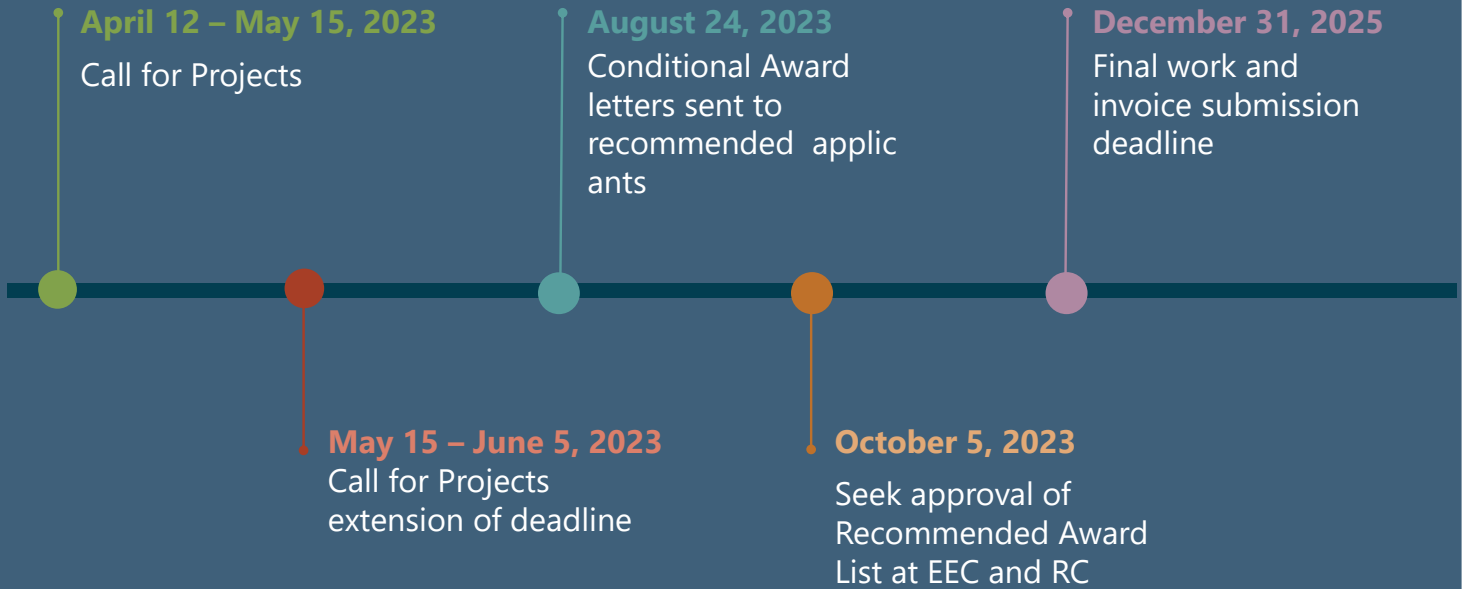 April 12 – May 15, 2023
Call for Projects
May 15 – June 5, 2023
Call for Projects
extension of deadline
August 24, 2023
Conditional Award
letters sent to
recommended  applic
ants
October 5, 2023
Seek approval of
Recommended Award
List at EEC and RC
December 31, 2025
Final work and
invoice submission
deadline